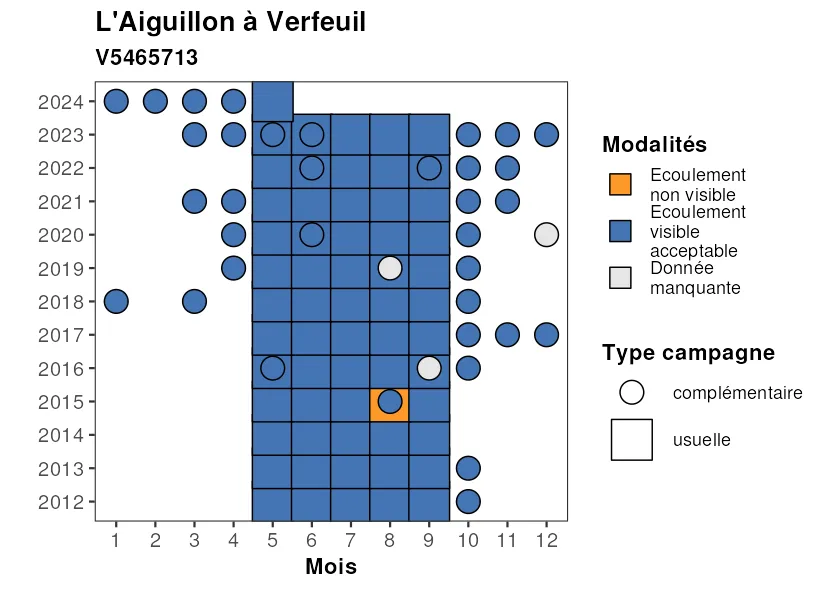 L'Aiguillon à Verfeuil
V5465713
2024
2023
2022
2021
2020
2019
2018
2017
2016
2015
2014
2013
2012
1 2 3 4 5 6 7 8 9 10 11 12
Mois
Modalités
Ecoulement
non visible
Ecoulement
visible
acceptable
Donnée
manquante
Type campagne
complémentaire
usuelle